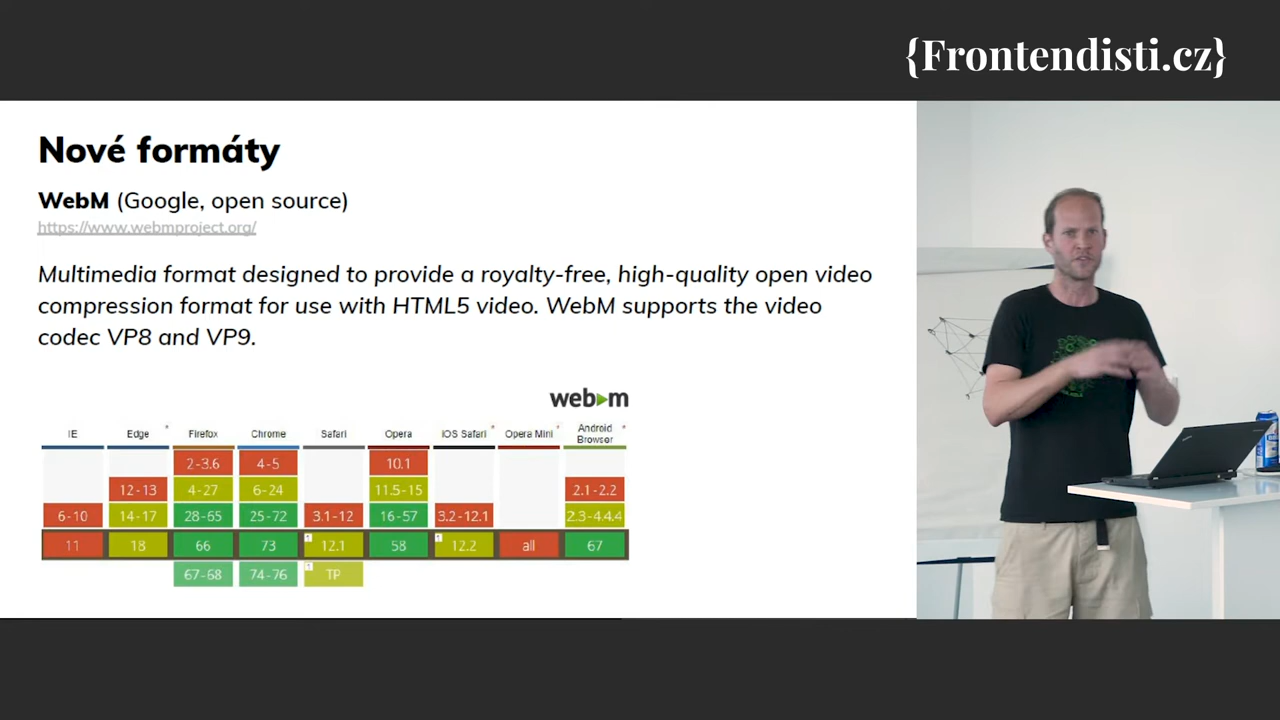 {Frontendisti.cz}
Nové formáty
WebM (Google, open source)
https://www.webmproject.org/
Multimedia format designed to provide a royalty-free, high-quality open video
compression format for use with HTML5 video. WebM supports the video
codec VP8 and VP9.
webm
IE Edge * Firefox Chrome Safari Opera iOS Safari * Opera Mini * Android Browser *
2-3.6 4-5 10.1
12-13 4-27 6-24 11.5-15 2.1-2.2
6-10 14-17 28-65 25-72 3.1-12 16-57 3.2-12.1 2.3-4.4.4
11 18 66 73 1 12.1 58 1 12.2 all 67
67-68 74-76 1 TP